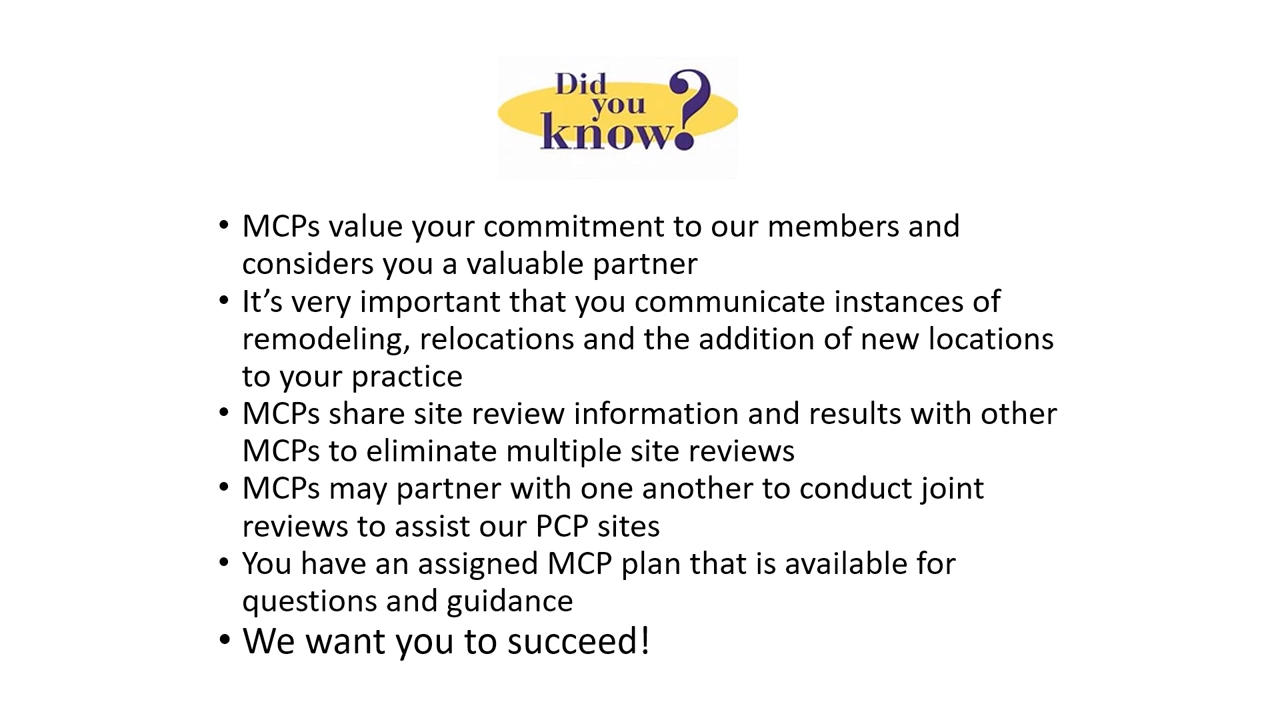 Did
you
know?
• MCPs value your commitment to our members and
considers you a valuable partner
• It’s very important that you communicate instances of
remodeling, relocations and the addition of new locations
to your practice
• MCPs share site review information and results with other
MCPs to eliminate multiple site reviews
• MCPs may partner with one another to conduct joint
reviews to assist our PCP sites
• You have an assigned MCP plan that is available for
questions and guidance
• We want you to succeed!